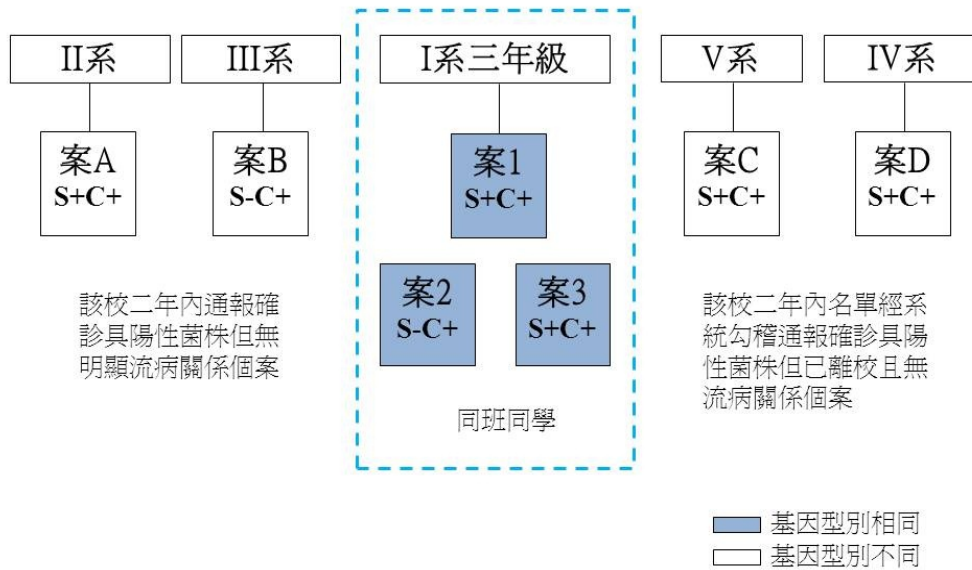 II系
III系
I系三年級
V系
IV系
案A
S+C+
案B
S-C+
案1
S+C+
案C
S+C+
案D
S+C+
案2
S-C+
案3
S+C+
該校二年內通報確
診具陽性菌株但無
明顯流病關係個案
同班同學
該校二年內名單經系
統勾稽通報確診具陽
性菌株但已離校且無
流病關係個案
基因型別相同
基因型別不同